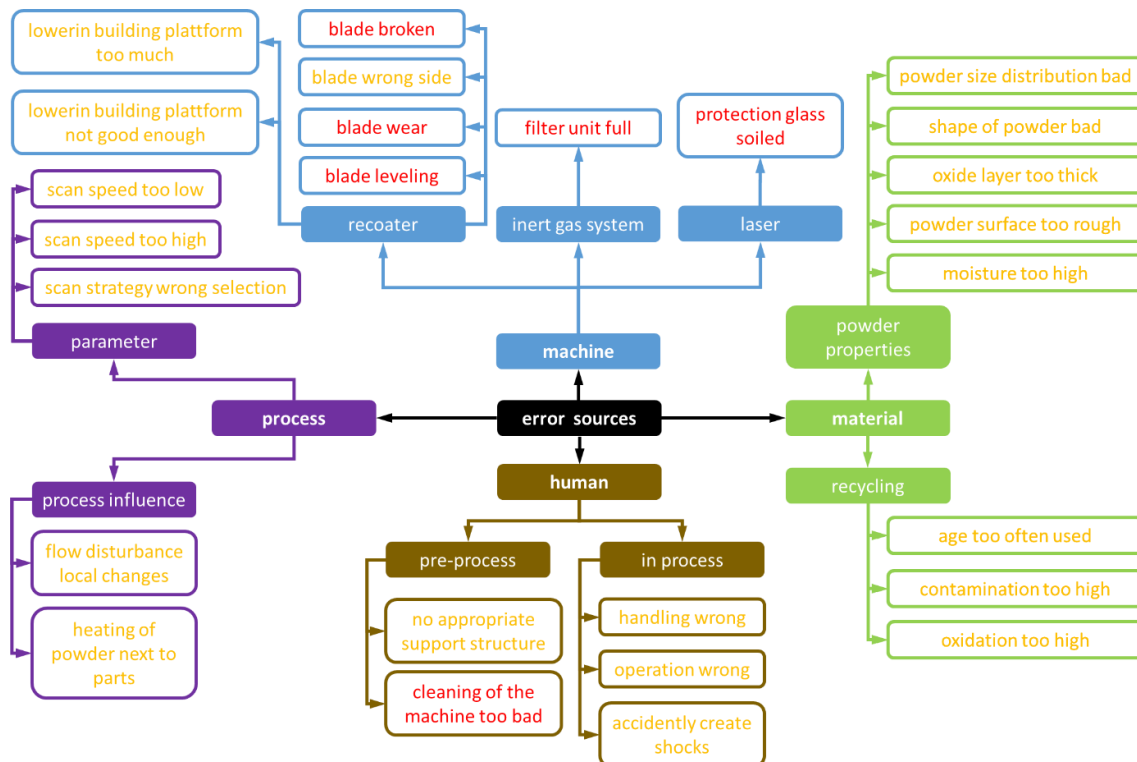 lowerin building plattform
too much
lowerin building plattform
not good enough
blade broken
blade wrong side
blade wear
blade leveling
filter unit full
protection glass
soiled
powder size distribution bad
shape of powder bad
oxide layer too thick
powder surface too rough
moisture too high
scan speed too low
scan speed too high
scan strategy wrong selection
recoater
inert gas system
laser
parameter
machine
powder
properties
process
error sources
material
process influence
human
recycling
flow disturbance
local changes
heating of
powder next to
parts
pre-process
in process
no appropriate
support structure
cleaning of the
machine too bad
handling wrong
operation wrong
accidently create
shocks
age too often used
contamination too high
oxidation too high